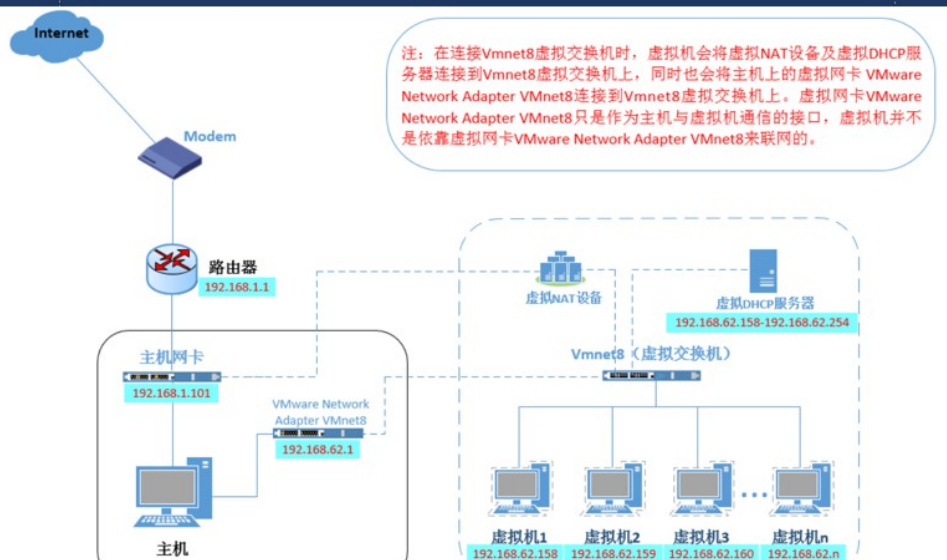 Internet
注：在连接Vmnet8虚拟交换机时，虚拟机会将虚拟NAT设备及虚拟DHCP服
务器连接到Vmnet8虚拟交换机上，同时也会将主机上的虚拟网卡 VMware
Network Adapter VMnet8连接到Vmnet8虚拟交换机上。虚拟网卡VMware
Network Adapter VMnet8只是作为主机与虚拟机通信的接口，虚拟机并不
是依靠虚拟网卡VMware Network Adapter VMnet8来联网的。
Modem
路由器
192.168.1.1
虚拟NAT设备
虚拟DHCP服务器
192.168.62.158-192.168.62.254
主机网卡
192.168.1.101
Vmnet8（虚拟交换机）
VMware Network
Adapter VMnet8
192.168.62.1
主机
虚拟机1
192.168.62.158
虚拟机2
192.168.62.159
虚拟机3
192.168.62.160
虚拟机n
192.168.62.n